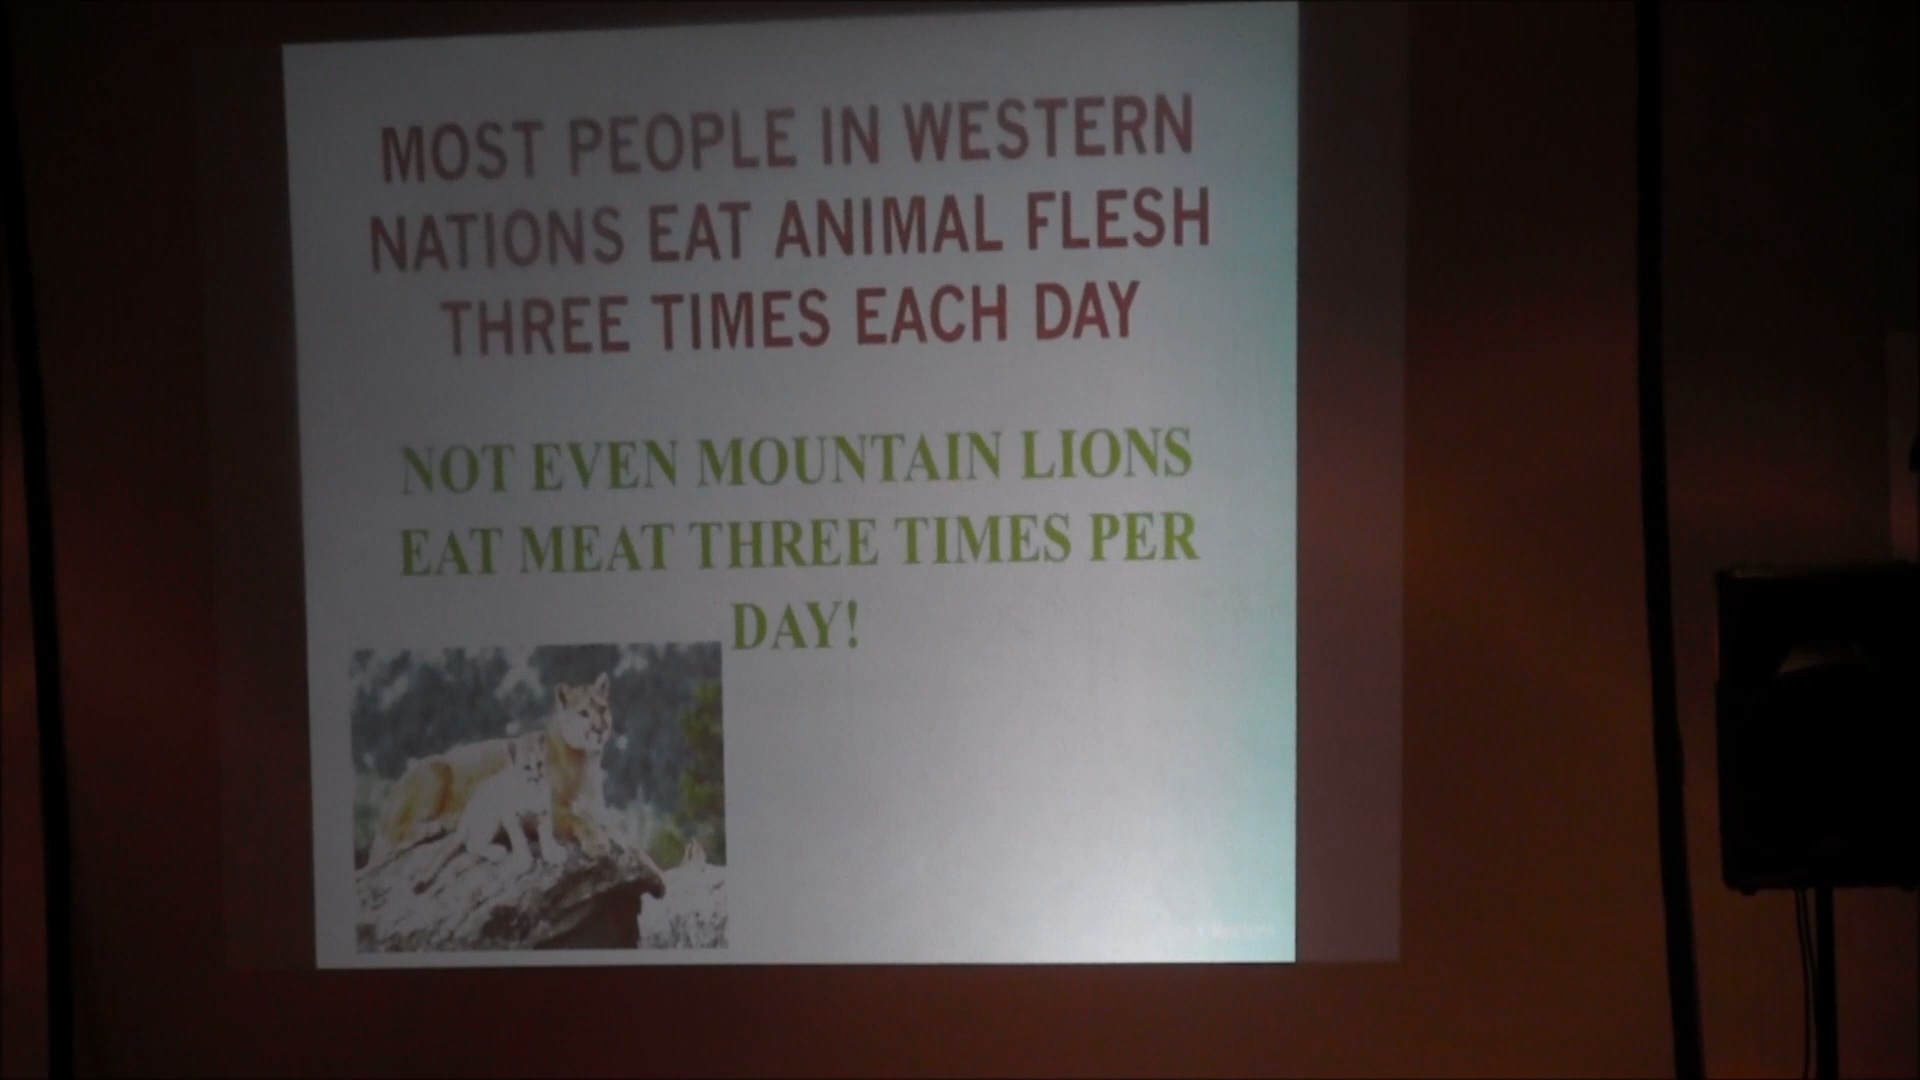 MOST PEOPLE IN WESTERN
NATIONS EAT ANIMAL FLESH
THREE TIMES EACH DAY
NOT EVEN MOUNTAIN LIONS
EAT MEAT THREE TIMES PER
DAY!